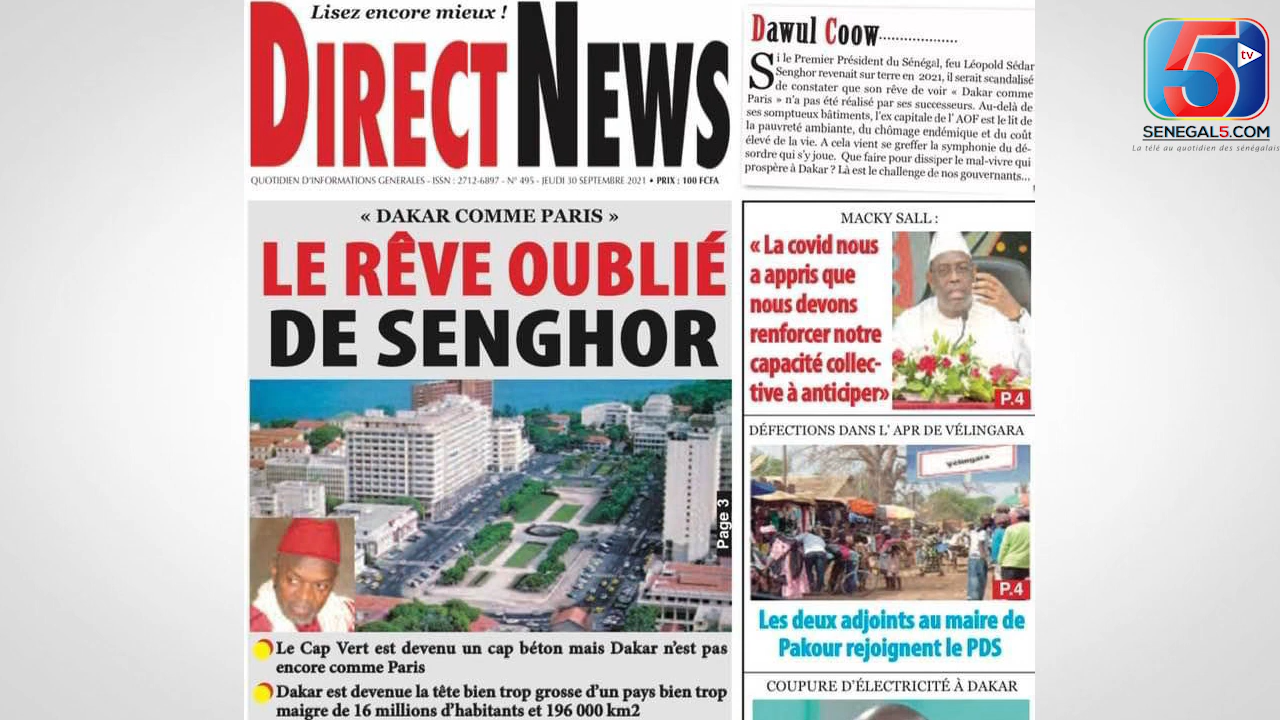 Lisez encore mieux !
DIRECT NEWS
QUOTIDIEN D'INFORMATIONS GENERALES - ISSN : 2712-6897 - N° 495 - JEUDI 30 SEPTEMBRE 2021 • PRIX : 100 FCFA
Dawul Coow...................
Si le Premier Président du Sénégal, feu Léopold Sédar
Senghor revenait sur terre en 2021, il serait scandalisé
de constater que son rêve de voir « Dakar comme
Paris » n'a pas été réalisé par ses successeurs. Au-delà de
ses somptueux bâtiments, l'ex capitale de l' AOF est le lit de
la pauvreté ambiante, du chômage endémique et du coût
élevé de la vie. A cela vient se greffer la symphonie du dé-
sordre qui s'y joue. Que faire pour dissiper le mal-vivre qui
prospère à Dakar ? Là est le challenge de nos gouvernants...
5 tv
SENEGAL5.COM
La télé au quotidien des sénégalais
« DAKAR COMME PARIS »
LE RÊVE OUBLIÉ
DE SENGHOR
Page 3
Le Cap Vert est devenu un cap béton mais Dakar n'est pas
encore comme Paris
Dakar est devenue la tête bien trop grosse d'un pays bien trop
maigre de 16 millions d'habitants et 196 000 km2
MACKY SALL :
« La covid nous
a appris que
nous devons
renforcer notre
capacité collec-
tive à anticiper»
P.4
DÉFECTIONS DANS L' APR DE VÉLINGARA
Vélingara
P.4
Les deux adjoints au maire de
Pakour rejoignent le PDS
COUPURE D'ÉLECTRICITÉ À DAKAR